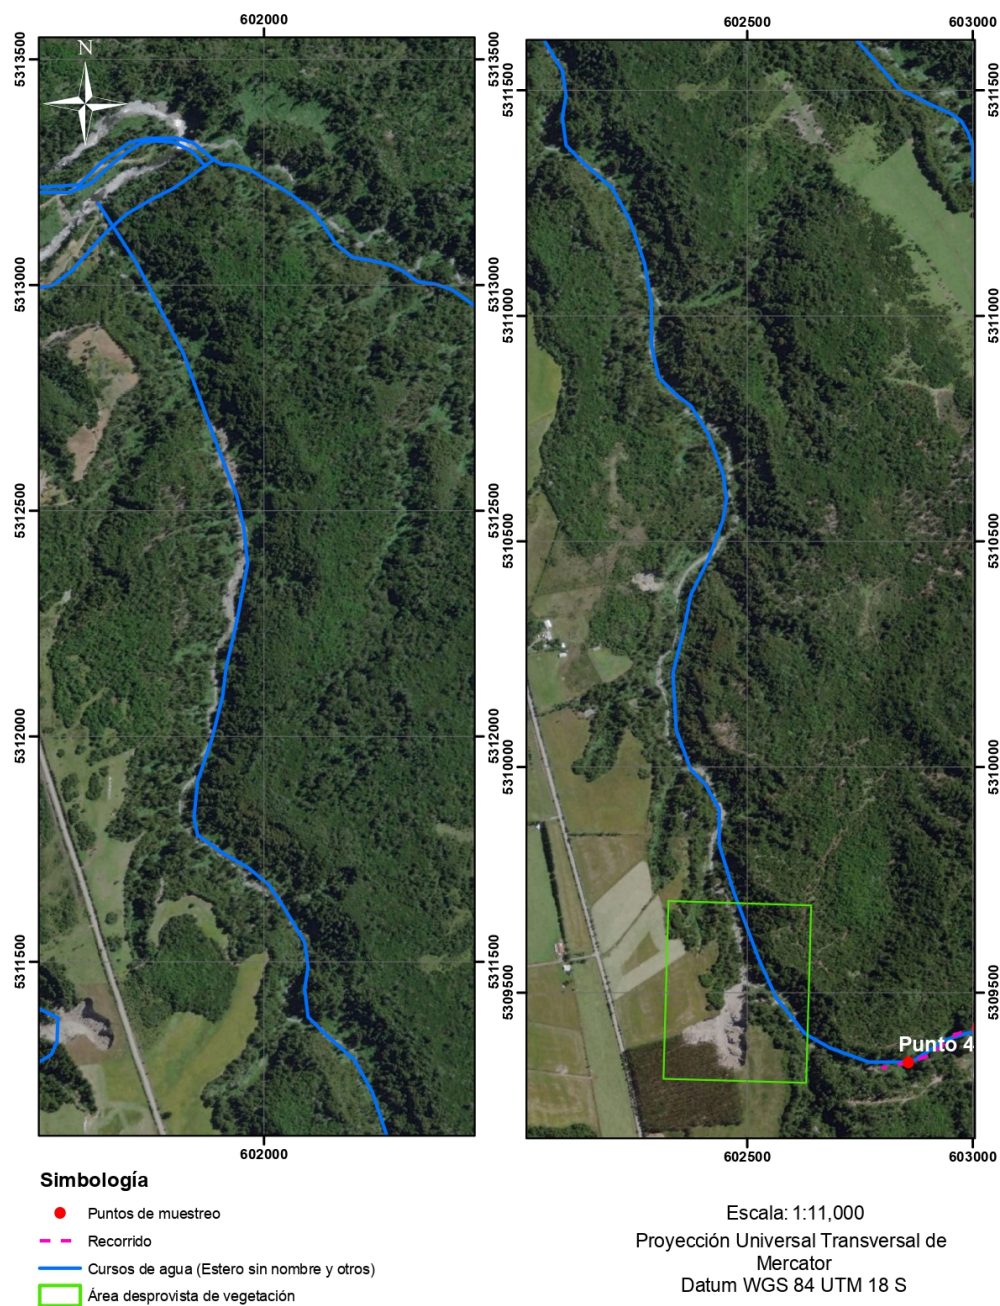 602000
602500
603000
5313500
5313500
N
5311500
5311500
5313000
5313000
5311000
5311000
5312500
5312500
5310500
5310500
5312000
5312000
5310000
5310000
5311500
5311500
5309500
5309500
Punto 4
602000
602500
603000
Simbología
Puntos de muestreo
Recorrido
Cursos de agua (Estero sin nombre y otros)
Área desprovista de vegetación
Escala: 1:11,000
Proyección Universal Transversal de
Mercator
Datum WGS 84 UTM 18 S